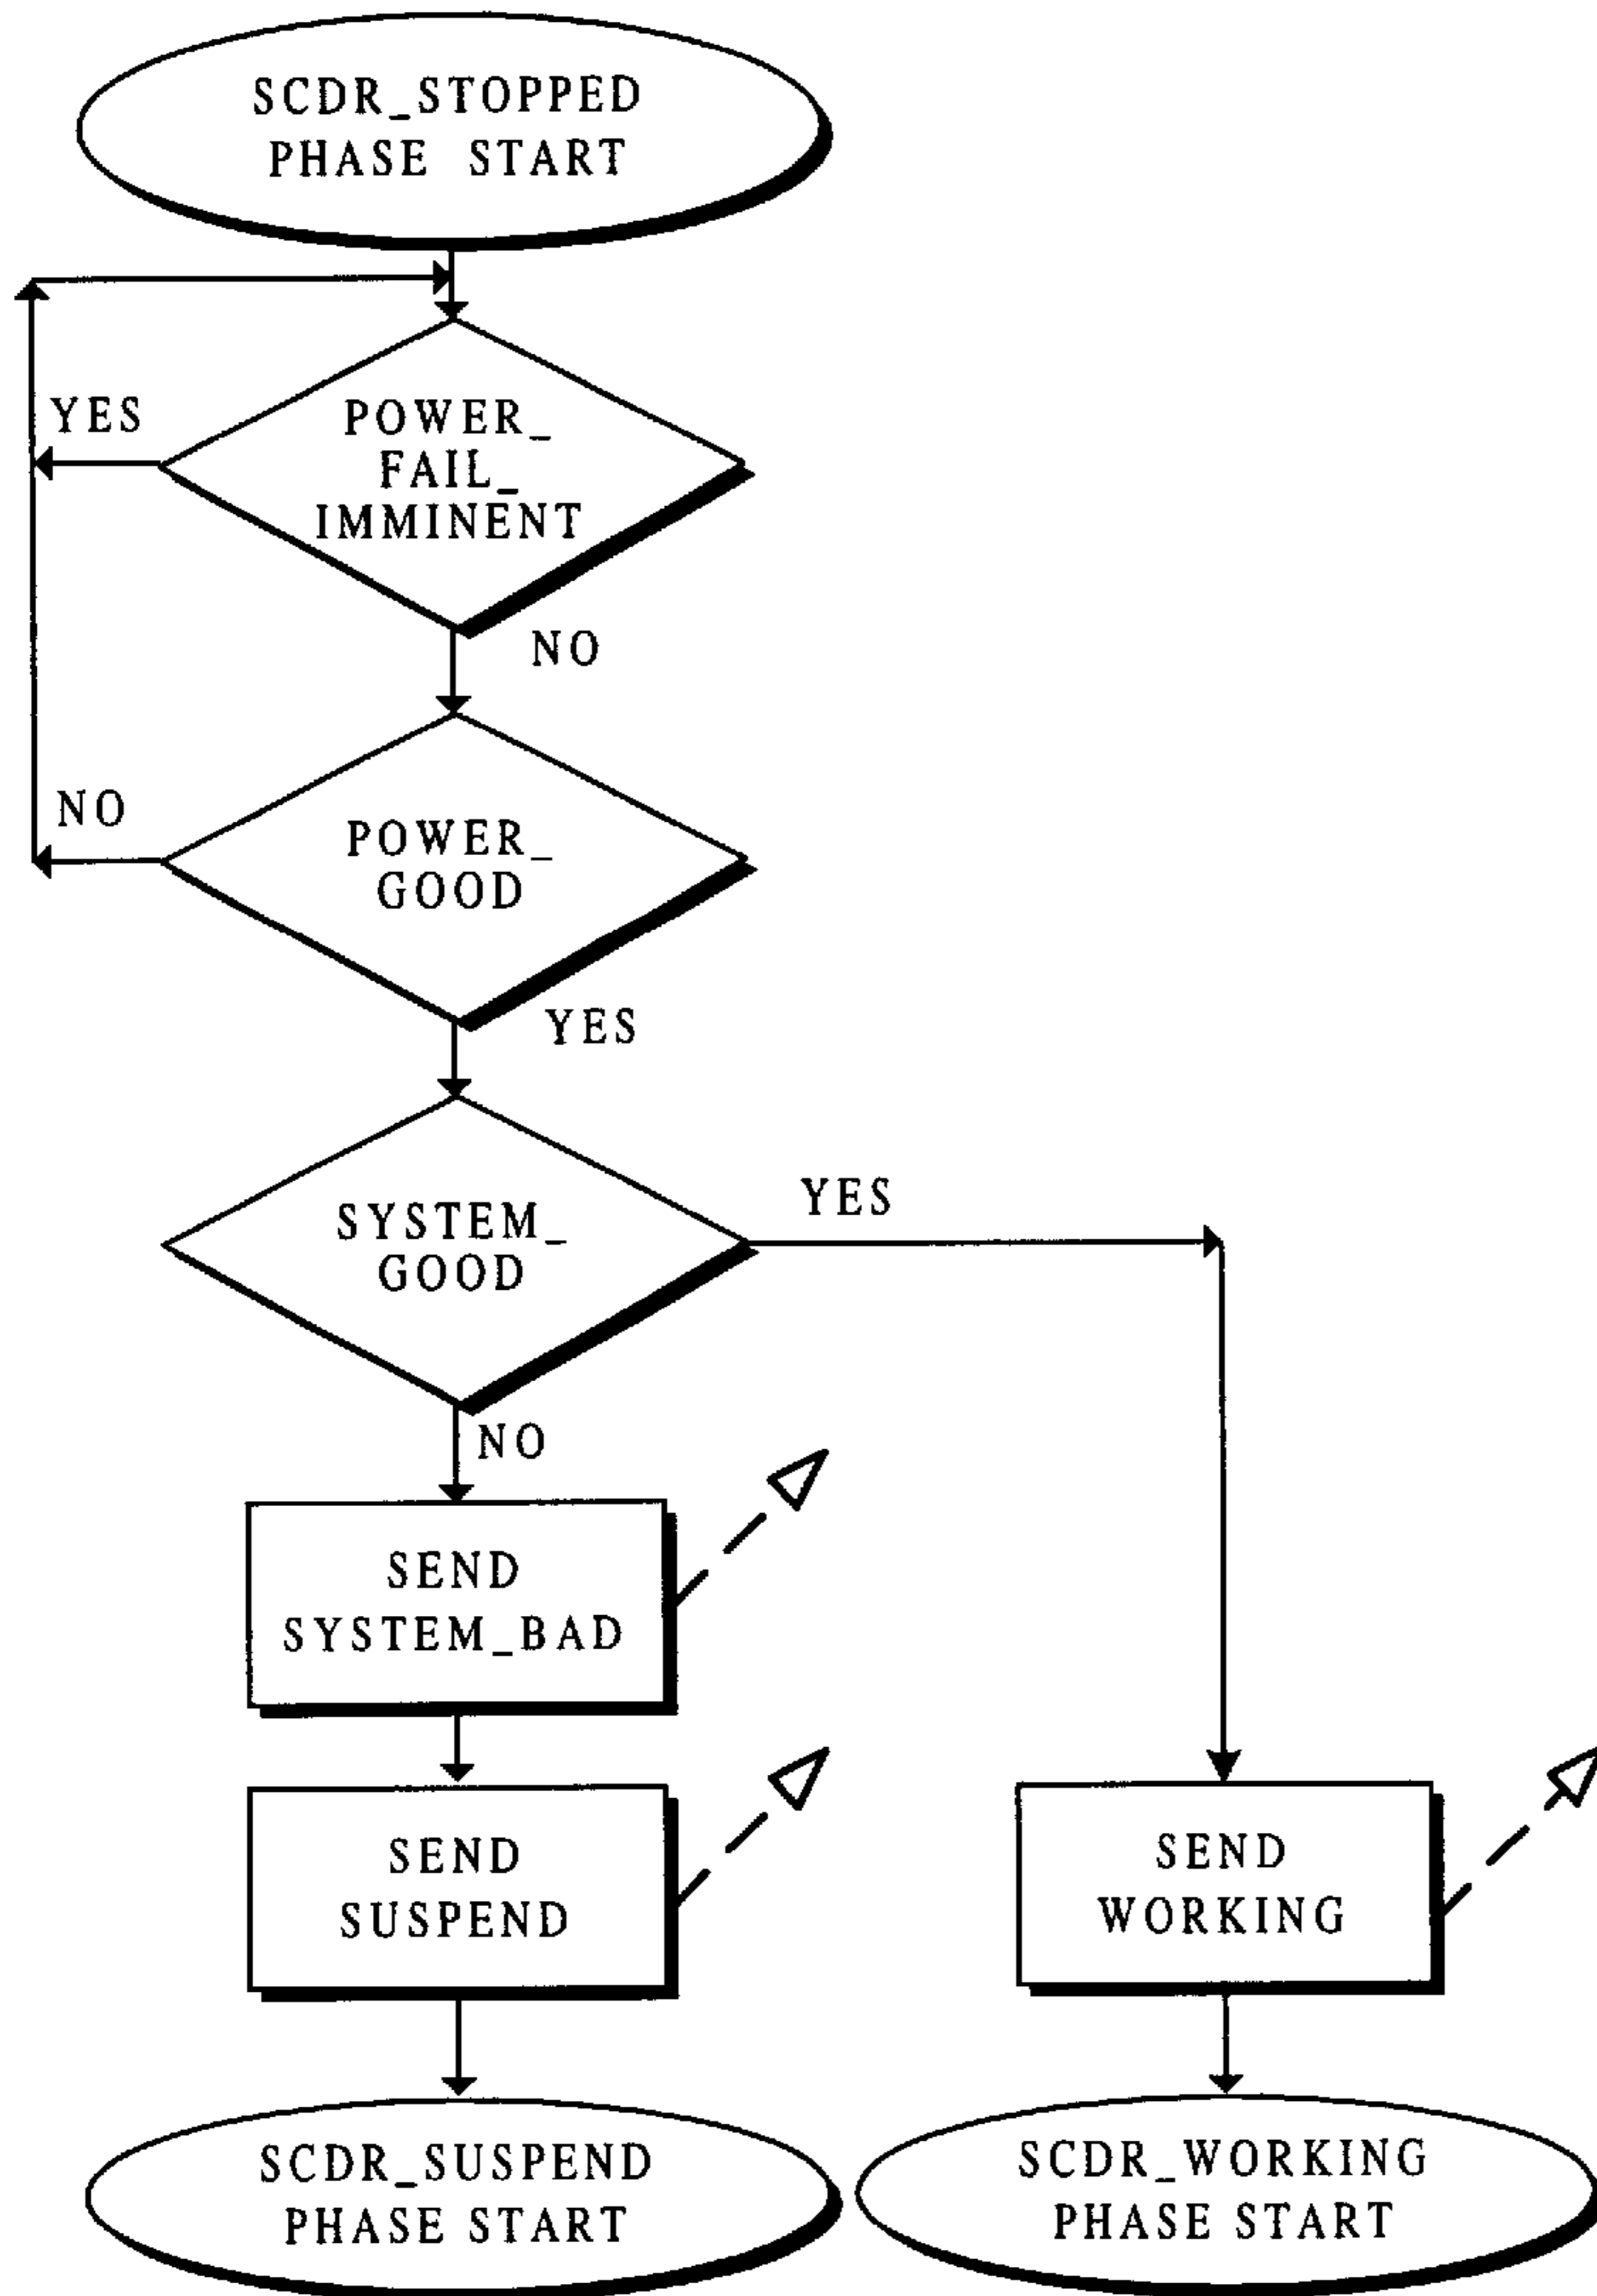 SCDR_STOPPED
PHASE START
YES
POWER_
FAIL_
IMMINENT
NO
NO
POWER_
GOOD
YES
SYSTEM_
GOOD
YES
NO
SEND
SYSTEM_BAD
SEND
SUSPEND
SEND
WORKING
SCDR_SUSPEND
PHASE START
SCDR_WORKING
PHASE START